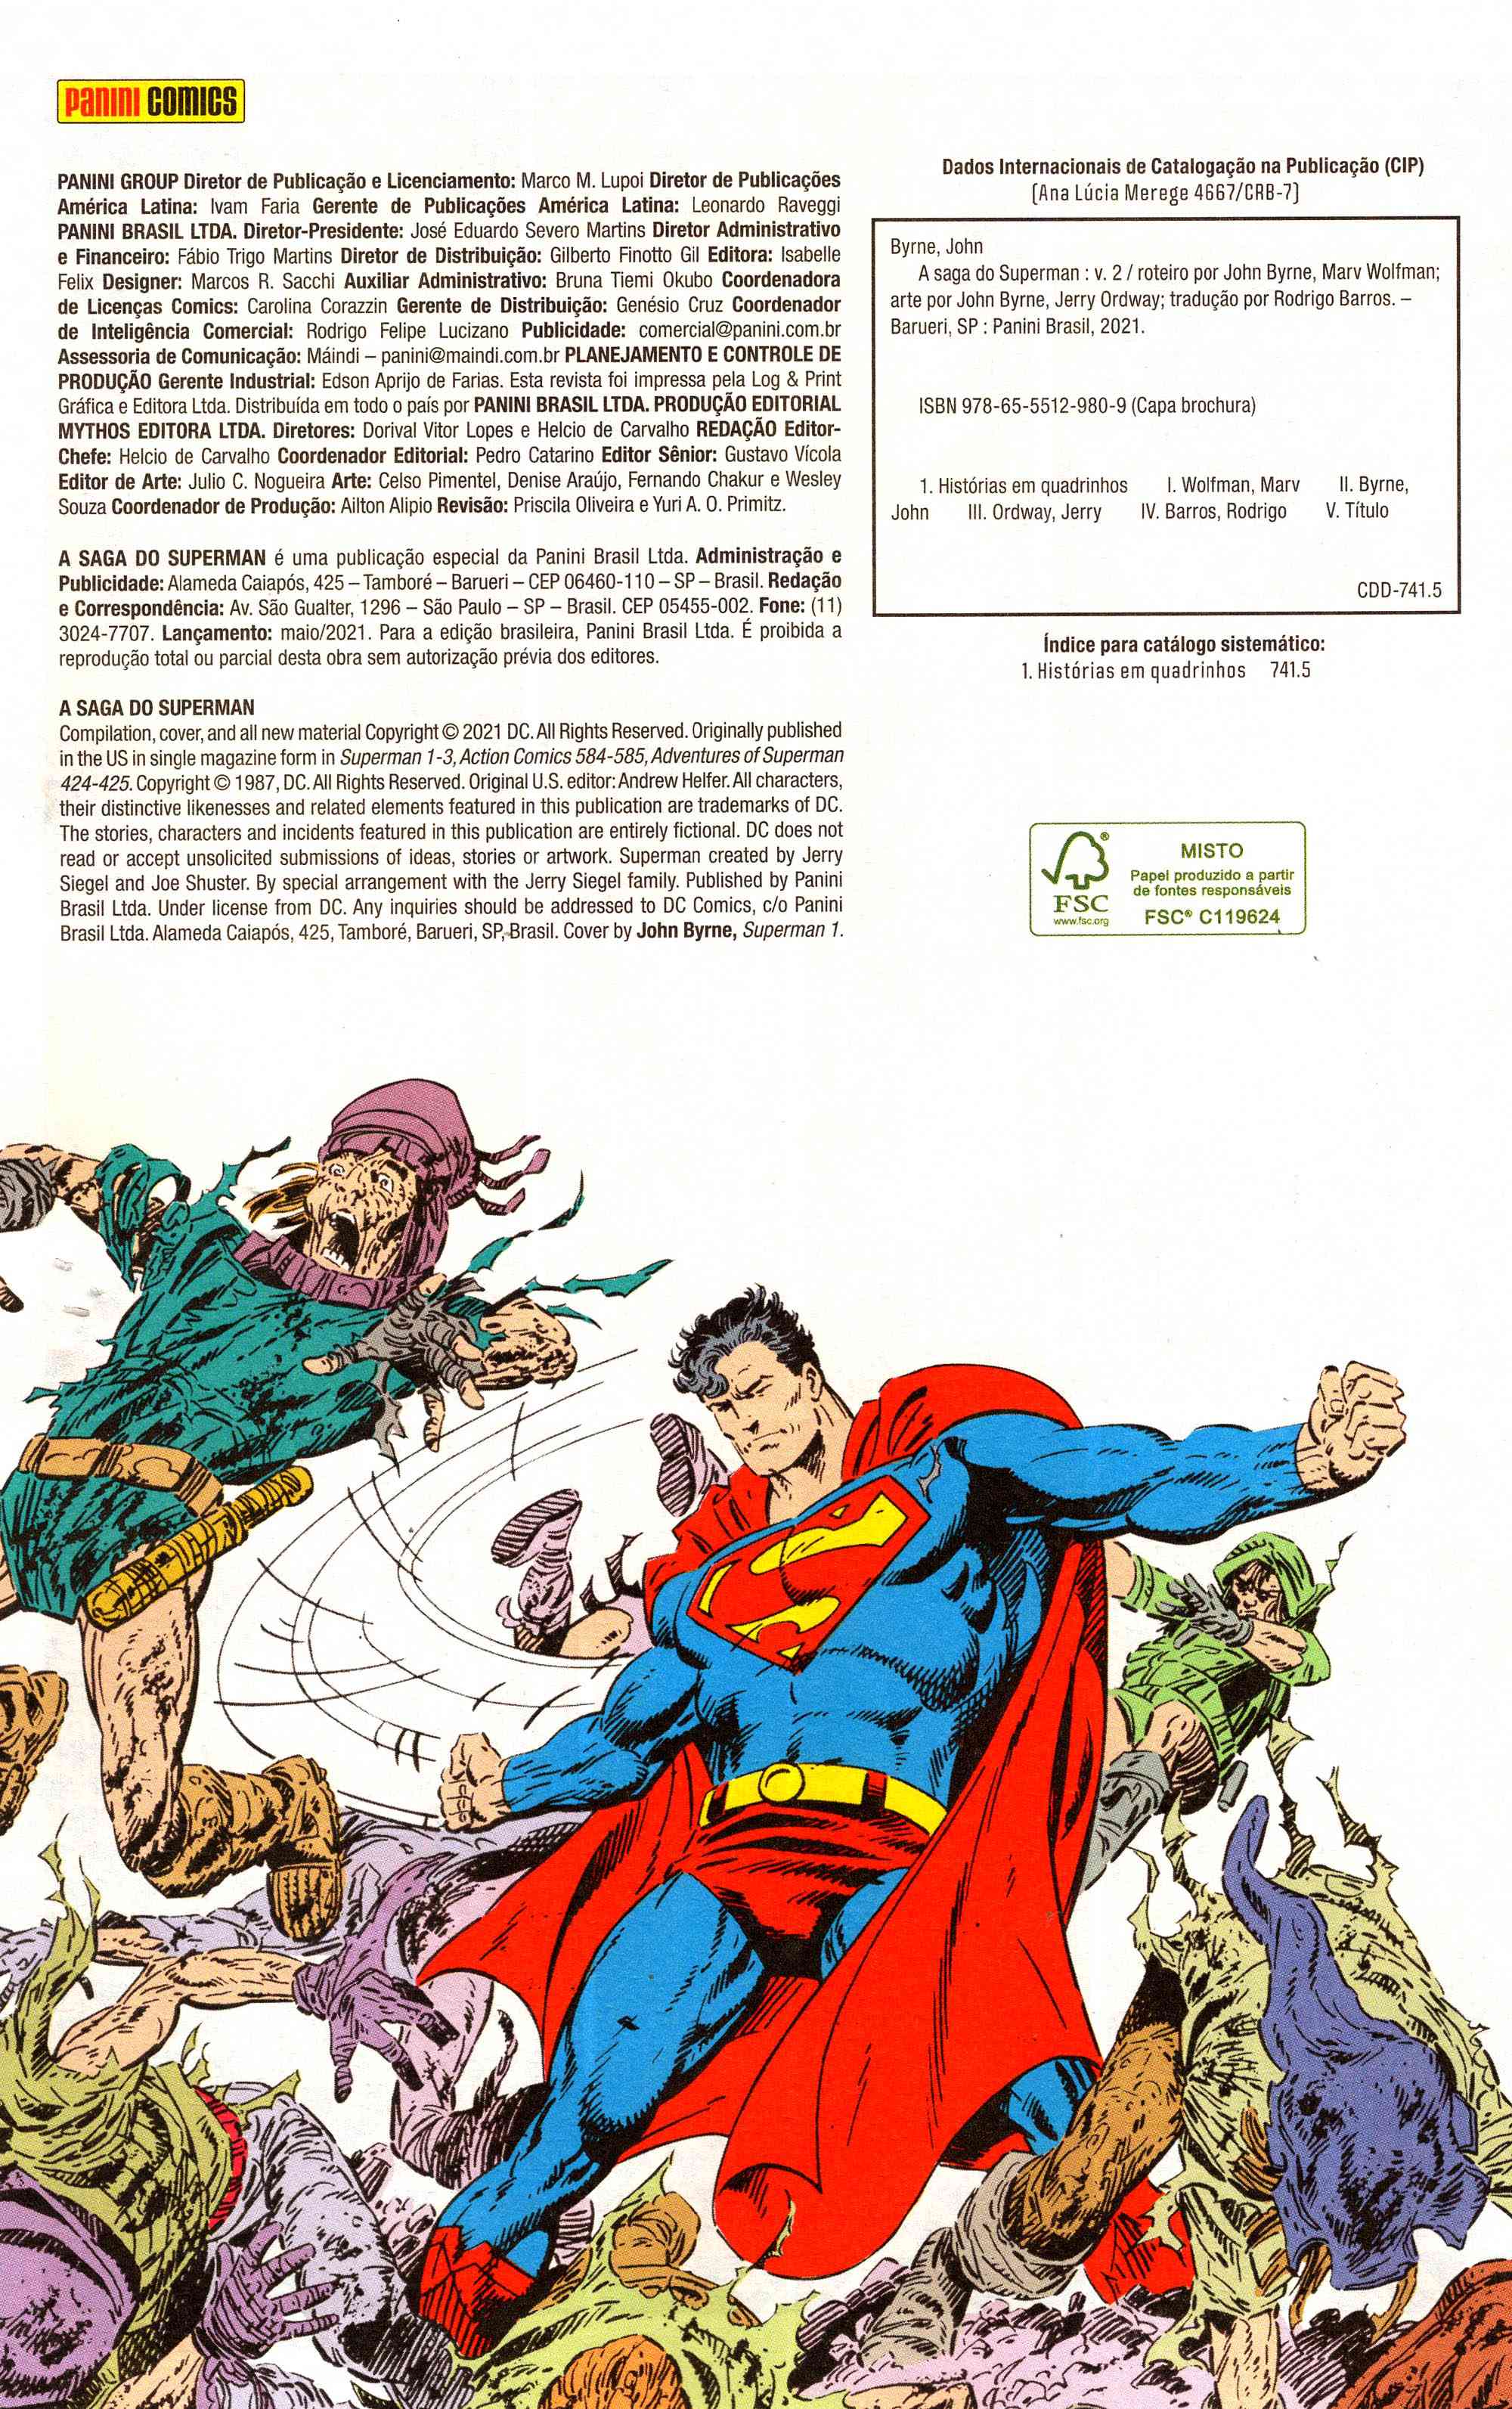 PANINI COMICS
PANINI GROUP Diretor de Publicação e Licenciamento: Marco M. Lupoi Diretor de Publicações
América Latina: Ivam Faria Gerente de Publicações América Latina: Leonardo Raveggi
PANINI BRASIL LTDA. Diretor-Presidente: José Eduardo Severo Martins Diretor Administrativo
e Financeiro: Fábio Trigo Martins Diretor de Distribuição: Gilberto Finotto Gil Editora: Isabelle
Felix Designer: Marcos R. Sacchi Auxiliar Administrativo: Bruna Tiemi Okubo Coordenadora
de Licenças Comics: Carolina Corazzin Gerente de Distribuição: Genésio Cruz Coordenador
de Inteligência Comercial: Rodrigo Felipe Lucizano Publicidade: comercial@panini.com.br
Assessoria de Comunicação: Máindi – panini@maindi.com.br PLANEJAMENTO E CONTROLE DE
PRODUÇÃO Gerente Industrial: Edson Aprijo de Farias. Esta revista foi impressa pela Log & Print
Gráfica e Editora Ltda. Distribuída em todo o país por PANINI BRASIL LTDA. PRODUÇÃO EDITORIAL
MYTHOS EDITORA LTDA. Diretores: Dorival Vitor Lopes e Helcio de Carvalho REDAÇÃO Editor-
Chefe: Helcio de Carvalho Coordenador Editorial: Pedro Catarino Editor Sênior: Gustavo Vícola
Editor de Arte: Julio C. Nogueira Arte: Celso Pimentel, Denise Araújo, Fernando Chakur e Wesley
Souza Coordenador de Produção: Ailton Alipio Revisão: Priscila Oliveira e Yuri A. O. Primitz.
A SAGA DO SUPERMAN é uma publicação especial da Panini Brasil Ltda. Administração e
Publicidade: Alameda Caiapós, 425 – Tamboré – Barueri – CEP 06460-110 – SP – Brasil. Redação
e Correspondência: Av. São Gualter, 1296 – São Paulo – SP – Brasil. CEP 05455-002. Fone: (11)
3024-7707. Lançamento: maio/2021. Para a edição brasileira, Panini Brasil Ltda. É proibida a
reprodução total ou parcial desta obra sem autorização prévia dos editores.
A SAGA DO SUPERMAN
Compilation, cover, and all new material Copyright © 2021 DC. All Rights Reserved. Originally published
in the US in single magazine form in Superman 1-3, Action Comics 584-585, Adventures of Superman
424-425. Copyright © 1987, DC. All Rights Reserved. Original U.S. editor: Andrew Helfer. All characters,
their distinctive likenesses and related elements featured in this publication are trademarks of DC.
The stories, characters and incidents featured in this publication are entirely fictional. DC does not
read or accept unsolicited submissions of ideas, stories or artwork. Superman created by Jerry
Siegel and Joe Shuster. By special arrangement with the Jerry Siegel family. Published by Panini
Brasil Ltda. Under license from DC. Any inquiries should be addressed to DC Comics, c/o Panini
Brasil Ltda. Alameda Caiapós, 425, Tamboré, Barueri, SP, Brasil. Cover by John Byrne, Superman 1.
Dados Internacionais de Catalogação na Publicação (CIP)
(Ana Lúcia Merege 4667/CRB-7)
Byrne, John
A saga do Superman : v. 2 / roteiro por John Byrne, Marv Wolfman;
arte por John Byrne, Jerry Ordway; tradução por Rodrigo Barros. –
Barueri, SP : Panini Brasil, 2021.
ISBN 978-65-5512-980-9 (Capa brochura)
1. Histórias em quadrinhos I. Wolfman, Marv II. Byrne,
John III. Ordway, Jerry IV. Barros, Rodrigo V. Título
CDD-741.5
Índice para catálogo sistemático:
1. Histórias em quadrinhos 741.5
FSC®
www.fsc.org
MISTO
Papel produzido a partir
de fontes responsáveis
FSC® C119624
S